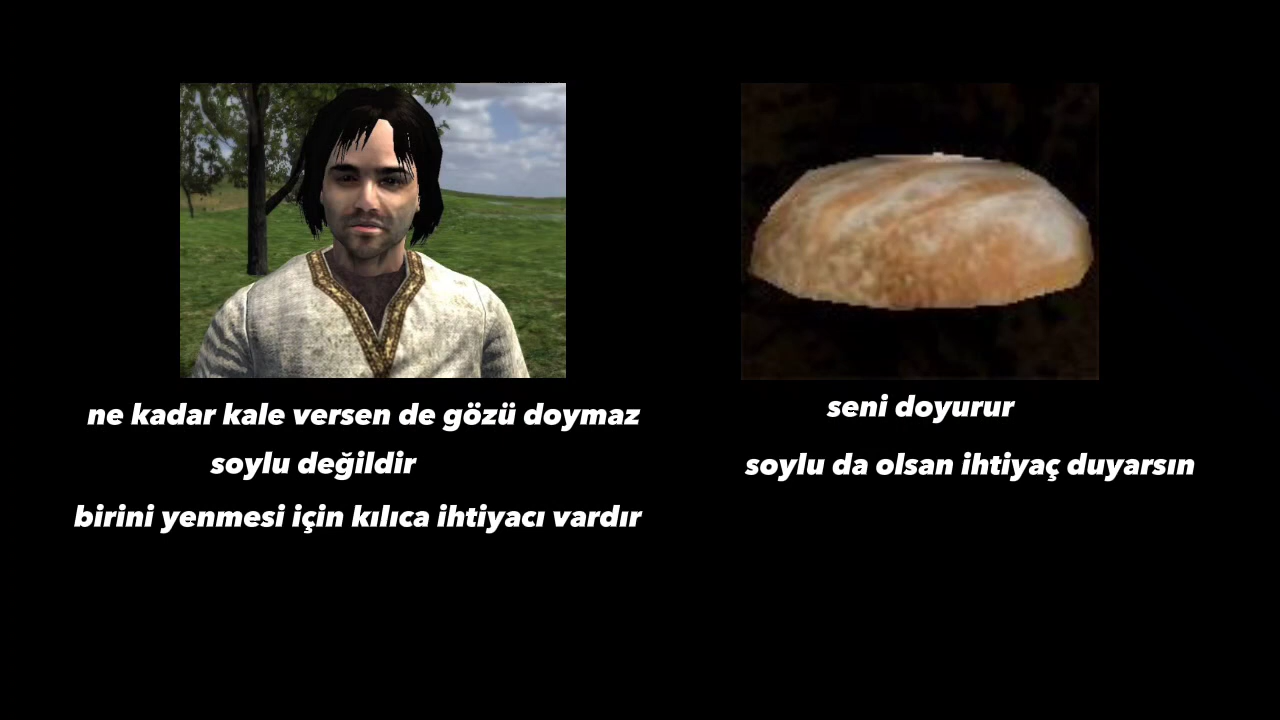 ne kadar kale versen de gözü doymaz
soylu değildir
birini yenmesi için kılıca ihtiyacı vardır
seni doyurur
soylu da olsan ihtiyaç duyarsın